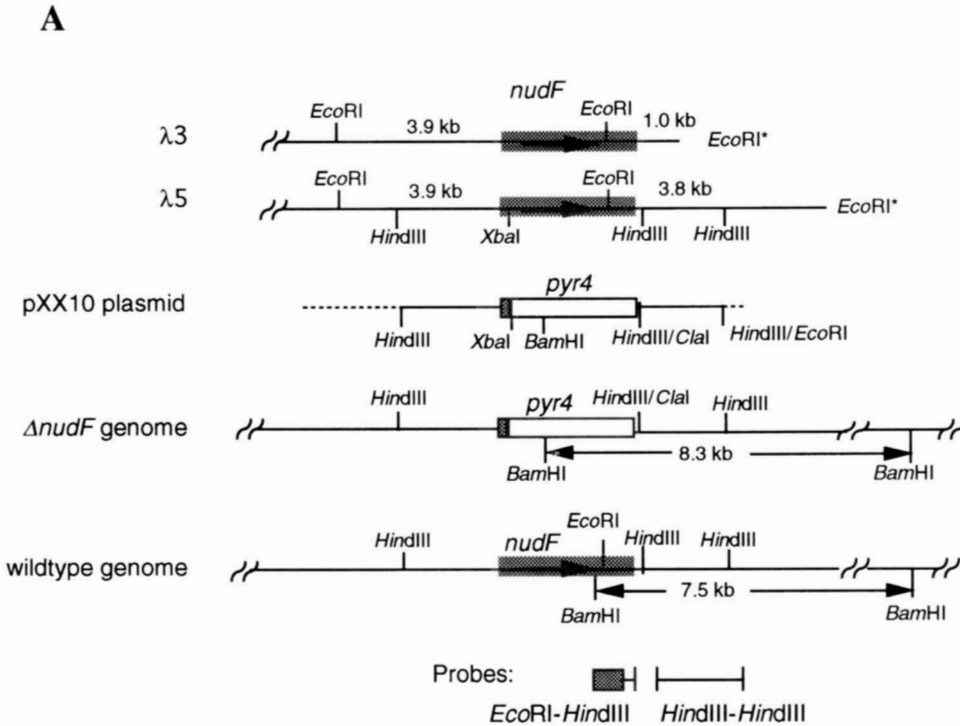 A
nudF
EcoRI EcoRI
λ3 3.9 kb 1.0 kb EcoRI*
EcoRI EcoRI
λ5 3.9 kb 3.8 kb EcoRI*
HindIII XbaI HindIII HindIII
pyr4
pXX10 plasmid
HindIII XbaI BamHI HindIII/ClaI HindIII/EcoRI
HindIII pyr4 HindIII/ClaI HindIII
ΔnudF genome
BamHI 8.3 kb BamHI
EcoRI
HindIII nudF HindIII HindIII
wildtype genome
BamHI 7.5 kb BamHI
Probes:
EcoRI-HindIII HindIII-HindIII